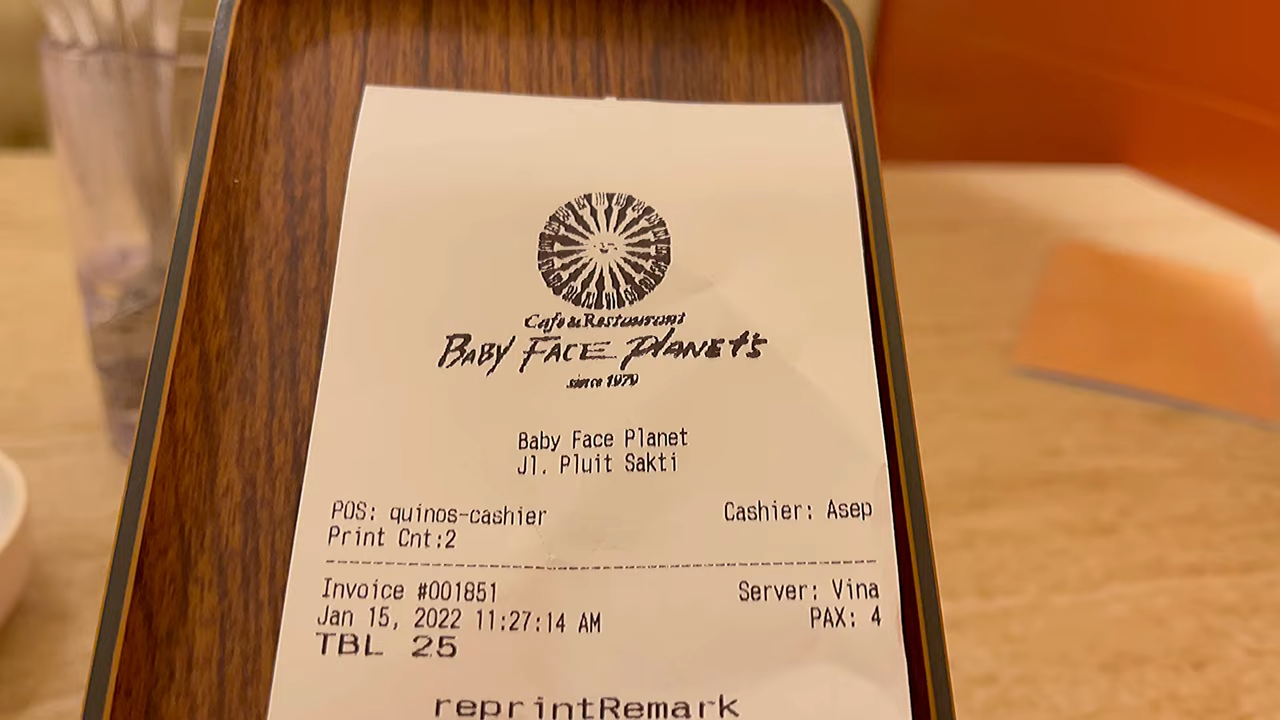 Cafe & Restaurant
BABY FACE PLANET'S
since 1979
Baby Face Planet
Jl. Pluit Sakti
POS: quinos-cashier Cashier: Asep
Print Cnt:2
Invoice #001851 Server: Vina
Jan 15, 2022 11:27:14 AM PAX: 4
TBL 25
reprintRemark